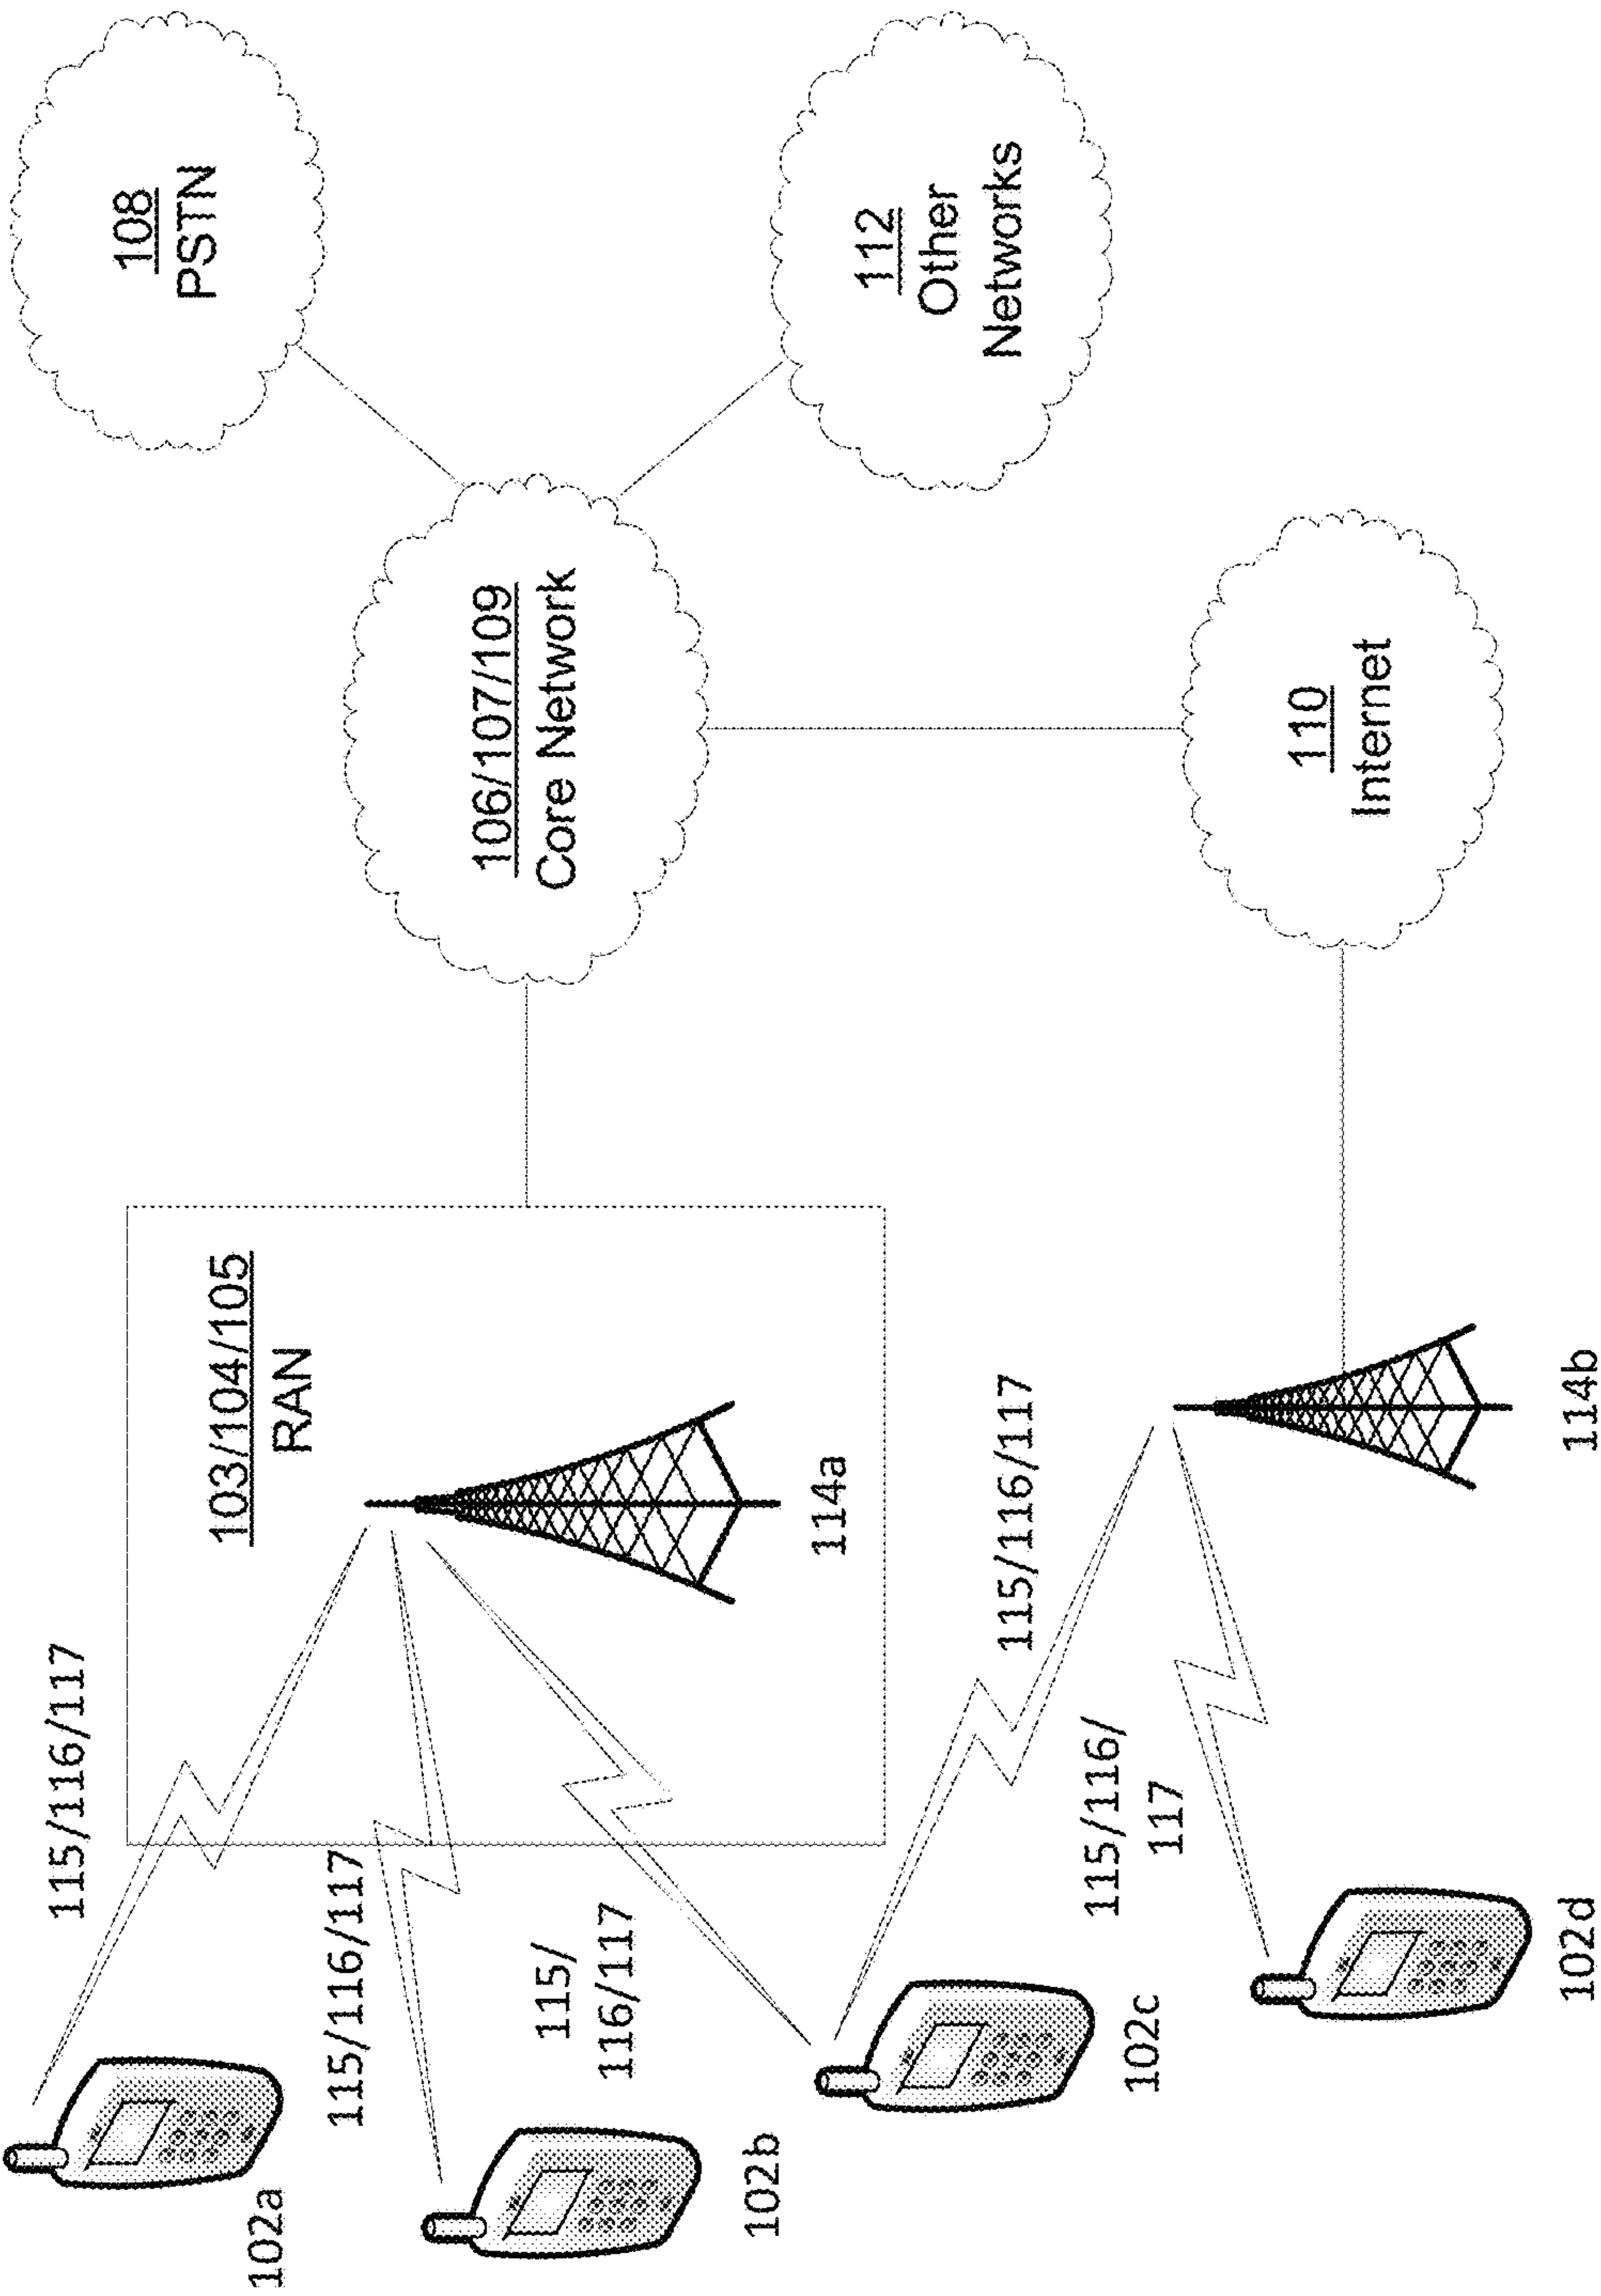 102a
115/116/117
103/104/105
RAN
108
PSTN
102b
115/116/117
115/
116/117
114a
106/107/109
Core Network
112
Other
Networks
102c
115/116/117
115/116/
117
102d
114b
110
Internet